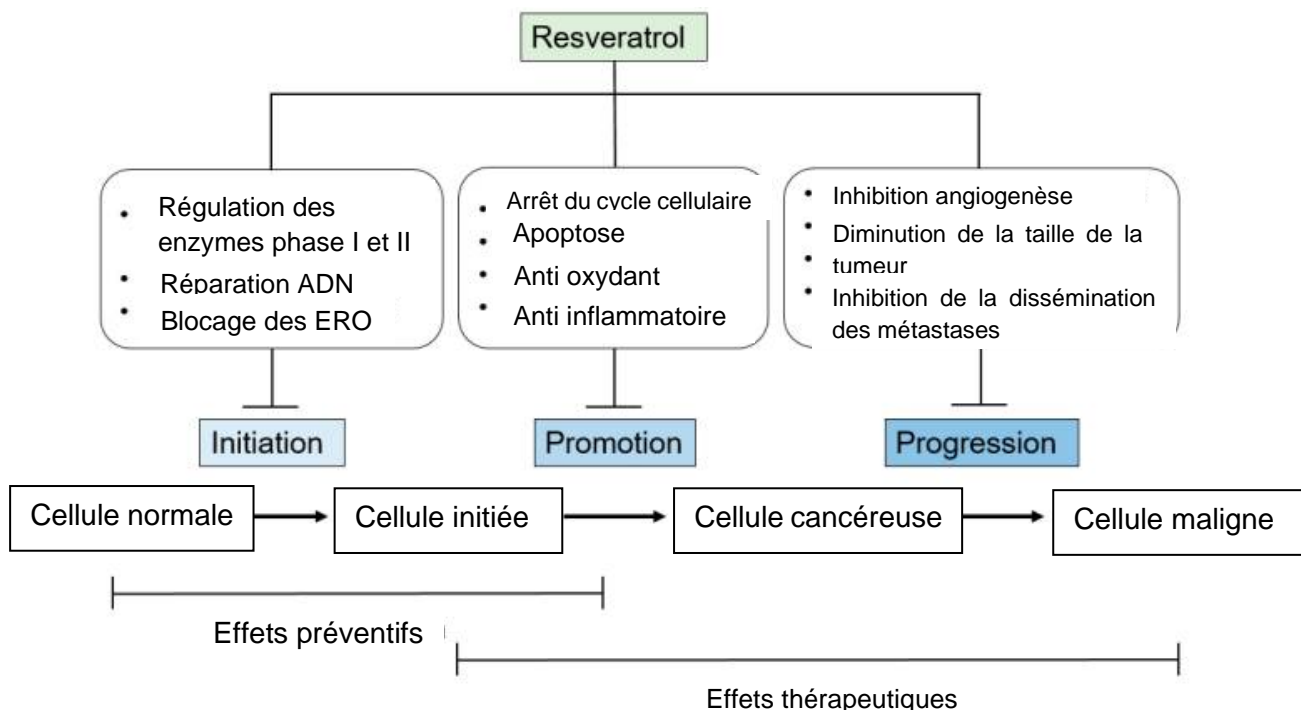 Resveratrol
• Régulation des
enzymes phase I et II
• Réparation ADN
• Blocage des ERO
• Arrêt du cycle cellulaire
• Apoptose
• Anti oxydant
• Anti inflammatoire
• Inhibition angiogenèse
• Diminution de la taille de la
• tumeur
• Inhibition de la dissémination
des métastases
Initiation
Promotion
Progression
Cellule normale
Cellule initiée
Cellule cancéreuse
Cellule maligne
Effets préventifs
Effets thérapeutiques